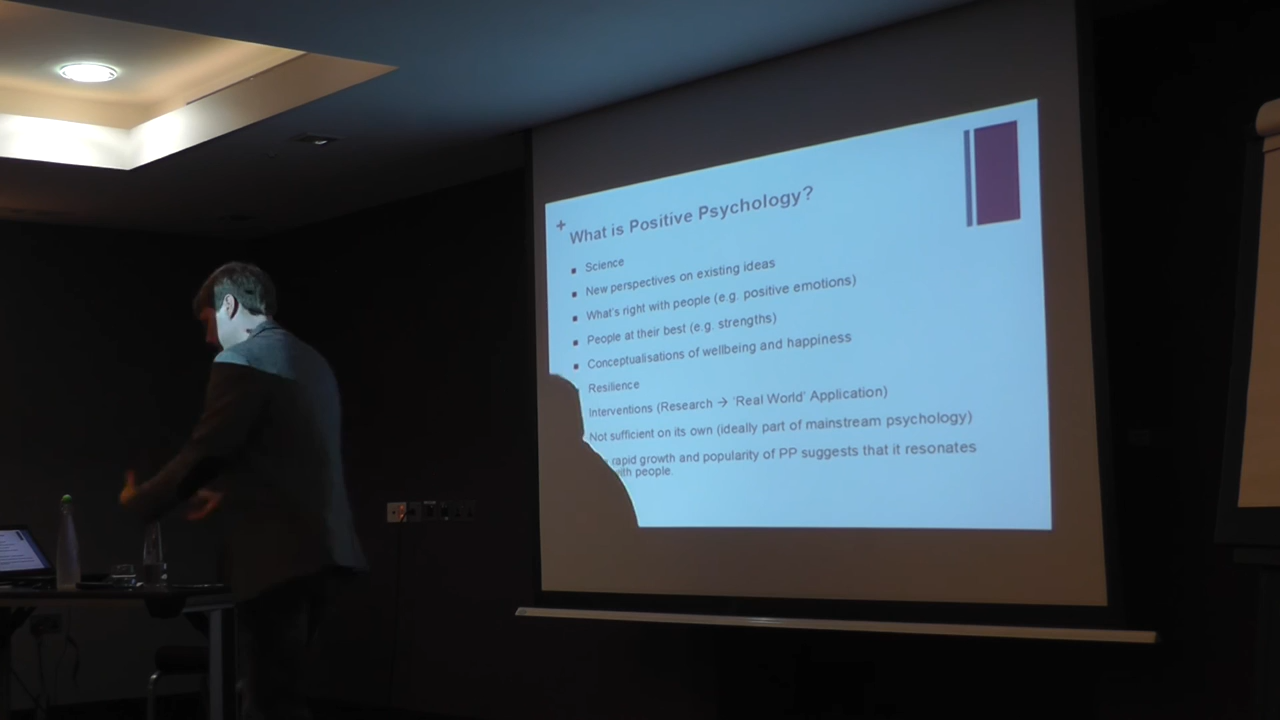 +
What is Positive Psychology?
▪ Science
▪ New perspectives on existing ideas
▪ What's right with people (e.g. positive emotions)
▪ People at their best (e.g. strengths)
▪ Conceptualisations of wellbeing and happiness
Resilience
Interventions (Research → 'Real World' Application)
Not sufficient on its own (ideally part of mainstream psychology)
rapid growth and popularity of PP suggests that it resonates
with people.